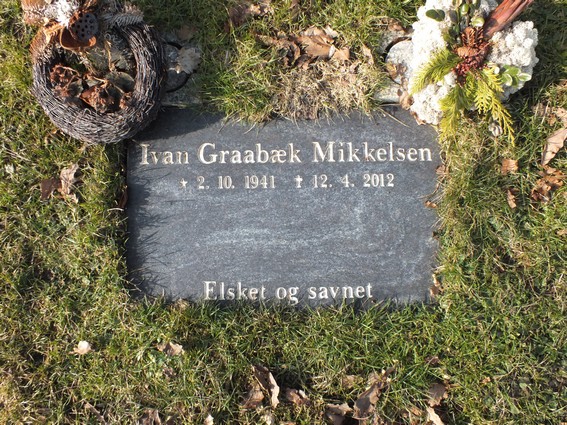 Ivan Graabæk Mikkelsen
* 2. 10. 1941 † 12. 4. 2012
Elsket og savnet